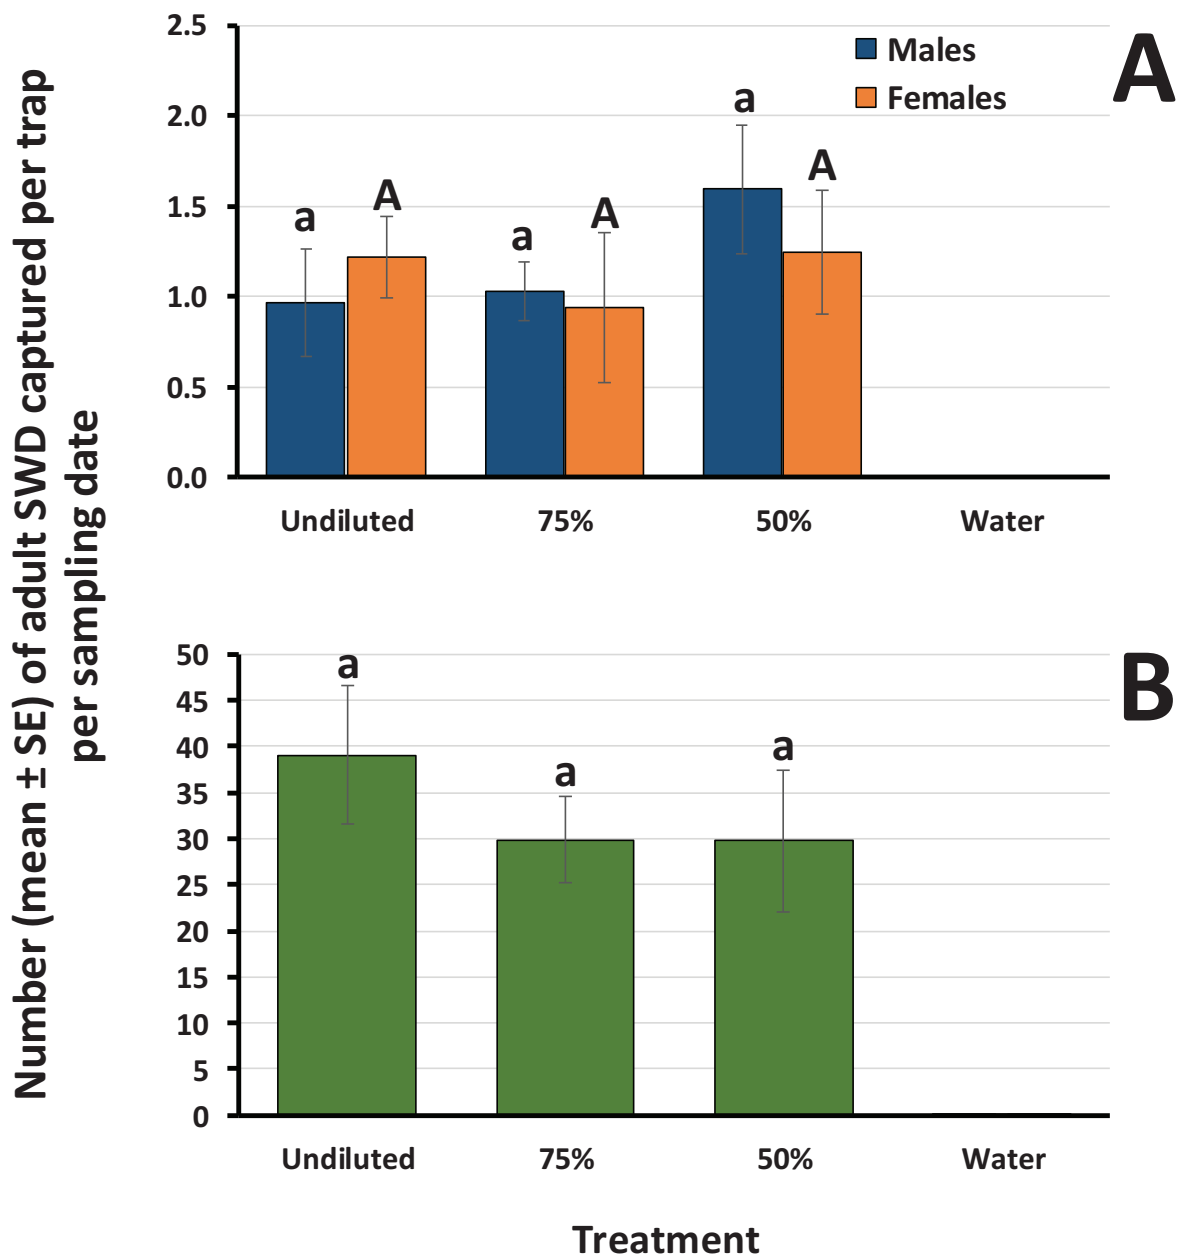 Number (mean ± SE) of adult SWD captured per trap
per sampling date
A
Males
Females
2.5
2.0
1.5
1.0
0.5
0.0
a
A
a
A
a
A
Undiluted
75%
50%
Water
B
50
45
40
35
30
25
20
15
10
5
0
a
a
a
Undiluted
75%
50%
Water
Treatment